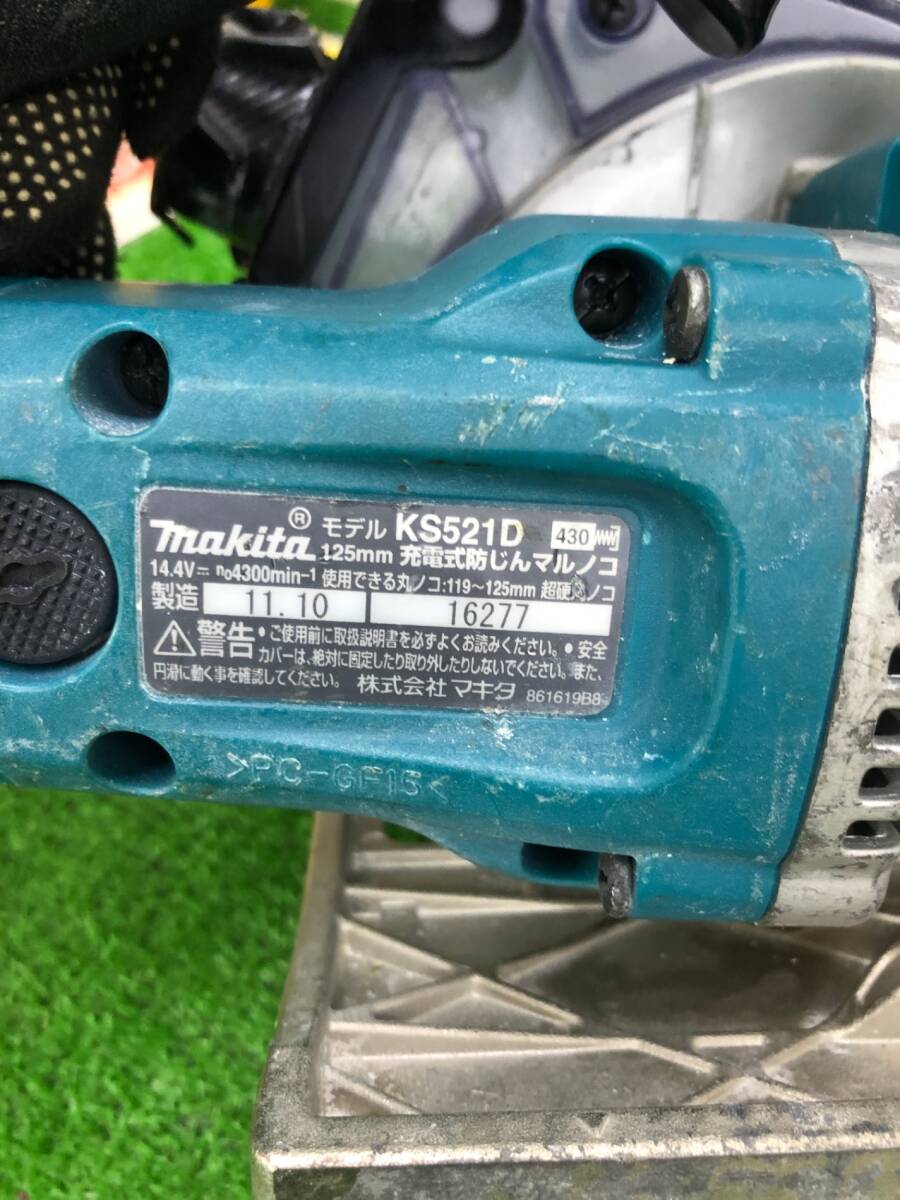 makita® モデル KS521D 430
125mm 充電式防じんマルノコ
14.4V⎓ n₀4300min-1 使用できる丸ノコ:119～125mm 超硬丸ノコ
製造 11.10 16277
⚠警告 •ご使用前に取扱説明書を必ずよくお読みください。•安全
カバーは、絶対に固定したり取り外したりしないでください。また、
円滑に動く事を確認してください。 株式会社 マキタ 861619B8
>PC-GF15<